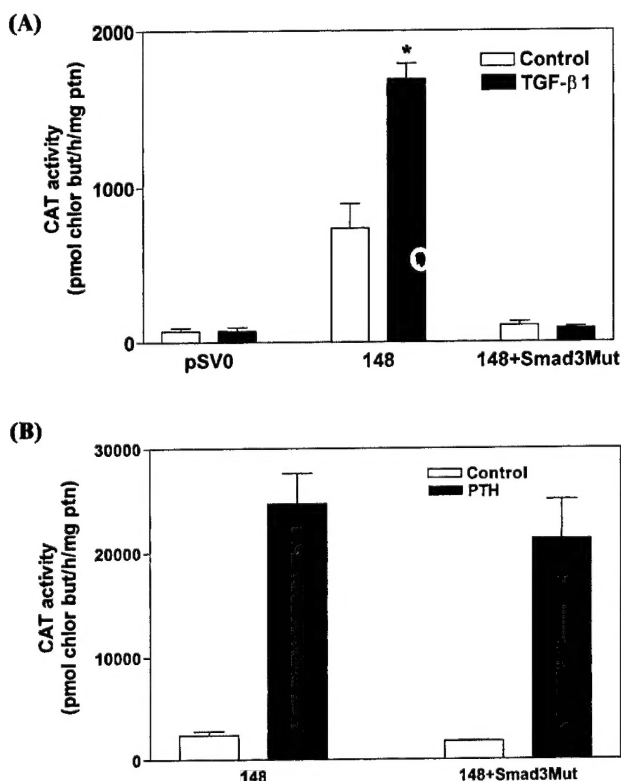 (A)
2000
1000
0
CAT activity
(pmol chlor but/h/mg ptn)
*
Control
TGF-β 1
pSV0
148
148+Smad3Mut
(B)
30000
20000
10000
0
CAT activity
(pmol chlor but/h/mg ptn)
Control
PTH
148
148+Smad3Mut